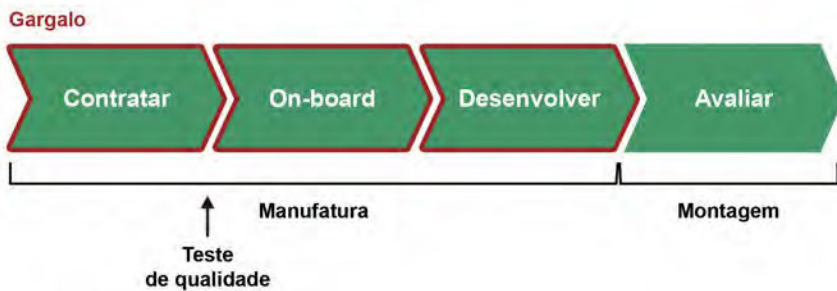 Gargalo
Contratar
On-board
Desenvolver
Avaliar
Manufatura
Montagem
Teste
de qualidade